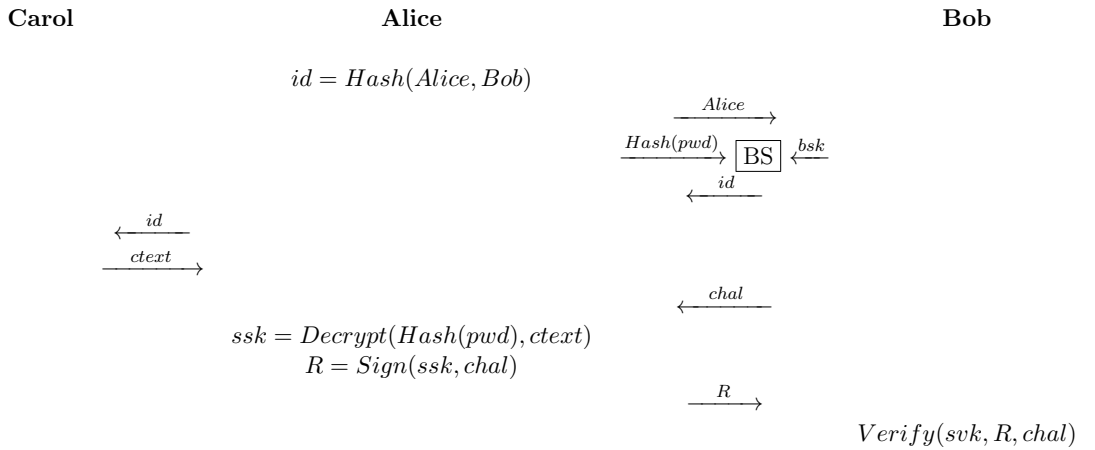 Carol Alice Bob
id = Hash(Alice, Bob)
Alice
Hash(pwd) BS bsk
id
id
ctext
chal
ssk = Decrypt(Hash(pwd), ctext)
R = Sign(ssk, chal)
R
Verify(svk, R, chal)